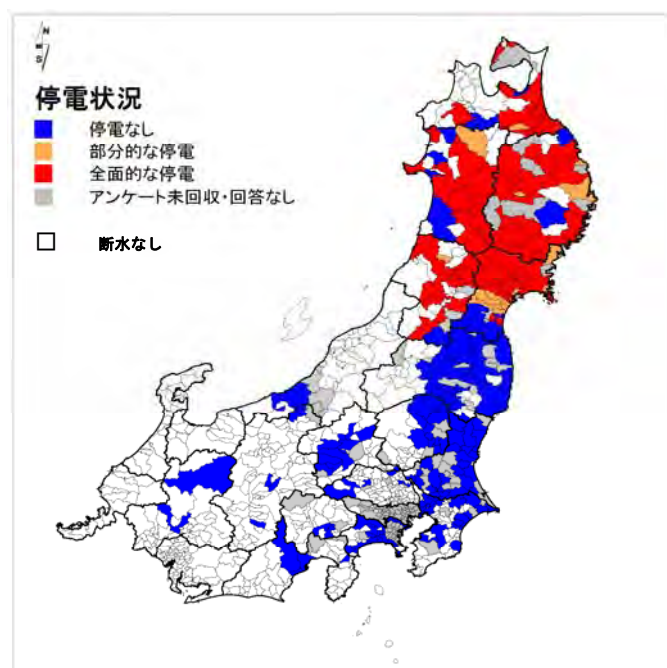 N
S
停電状況
停電なし
部分的な停電
全面的な停電
アンケート未回収・回答なし
断水なし